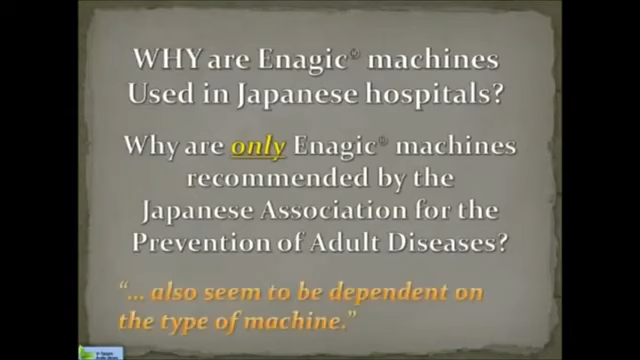 WHY are Enagic® machines
Used in Japanese hospitals?
Why are only Enagic® machines
recommended by the
Japanese Association for the
Prevention of Adult Diseases?
“... also seem to be dependent on
the type of machine.”